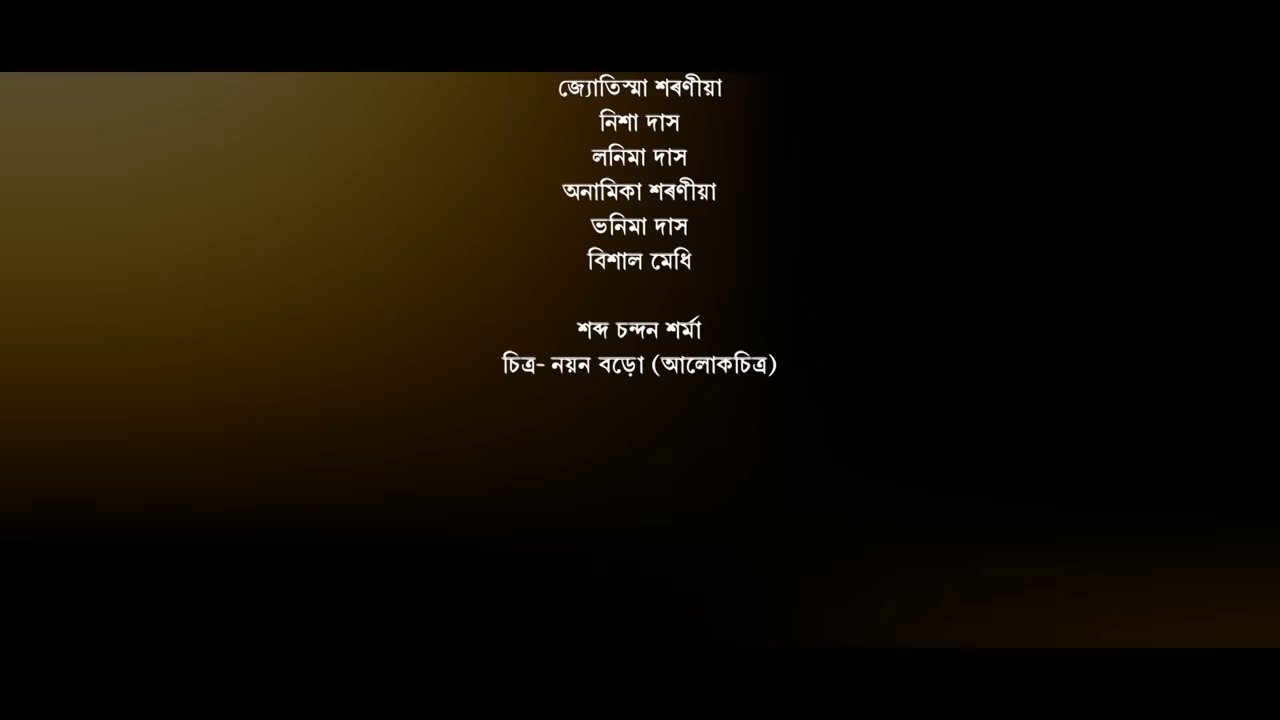 জ্যোতিস্মা শৰণীয়া
নিশা দাস
লনিমা দাস
অনামিকা শৰণীয়া
ভনিমা দাস
বিশাল মেধি
শব্দ চন্দন শৰ্মা
চিত্ৰ- নয়ন বড়ো (আলোকচিত্ৰ)